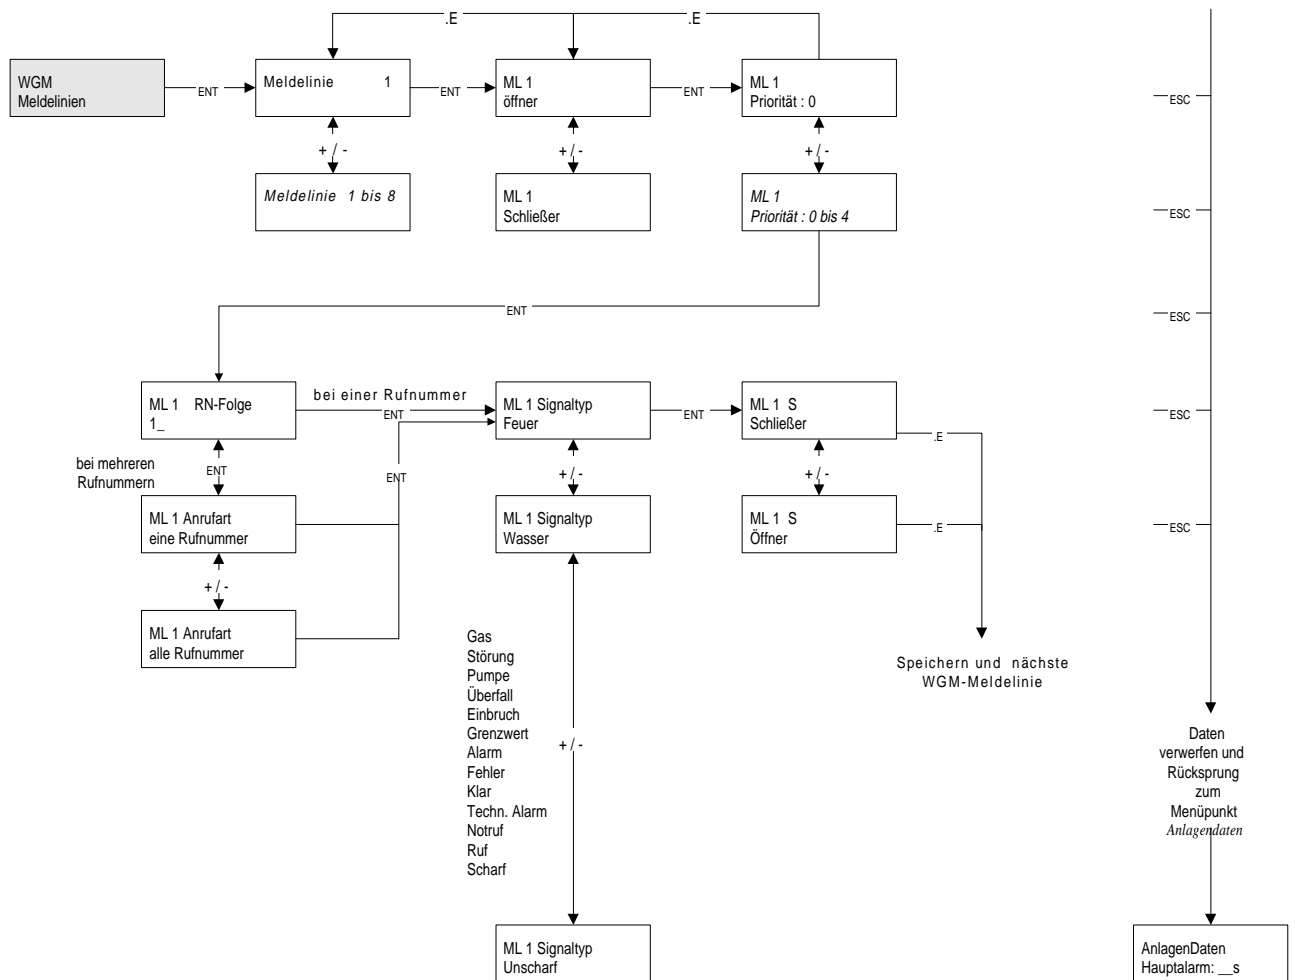 .E
.E
WGM
Meldelinien
ENT
Meldelinie 1
ENT
ML 1
öffner
ENT
ML 1
Priorität : 0
ESC
+ / -
+ / -
+ / -
Meldelinie 1 bis 8
ML 1
Schließer
ML 1
Priorität : 0 bis 4
ESC
ENT
ESC
ML 1 RN-Folge
1_
bei einer Rufnummer
ENT
ML 1 Signaltyp
Feuer
ENT
ML 1 S
Schließer
ESC
.E
bei mehreren
Rufnummern
ENT
ENT
+ / -
+ / -
ML 1 Anrufart
eine Rufnummer
ML 1 Signaltyp
Wasser
ML 1 S
Öffner
.E
ESC
+ / -
ML 1 Anrufart
alle Rufnummer
Gas
Störung
Pumpe
Überfall
Einbruch
Grenzwert
Alarm
Fehler
Klar
Techn. Alarm
Notruf
Ruf
Scharf
+ / -
Speichern und nächste
WGM-Meldelinie
Daten
verwerfen und
Rücksprung
zum
Menüpunkt
Anlagendaten
ML 1 Signaltyp
Unscharf
AnlagenDaten
Hauptalarm: __s